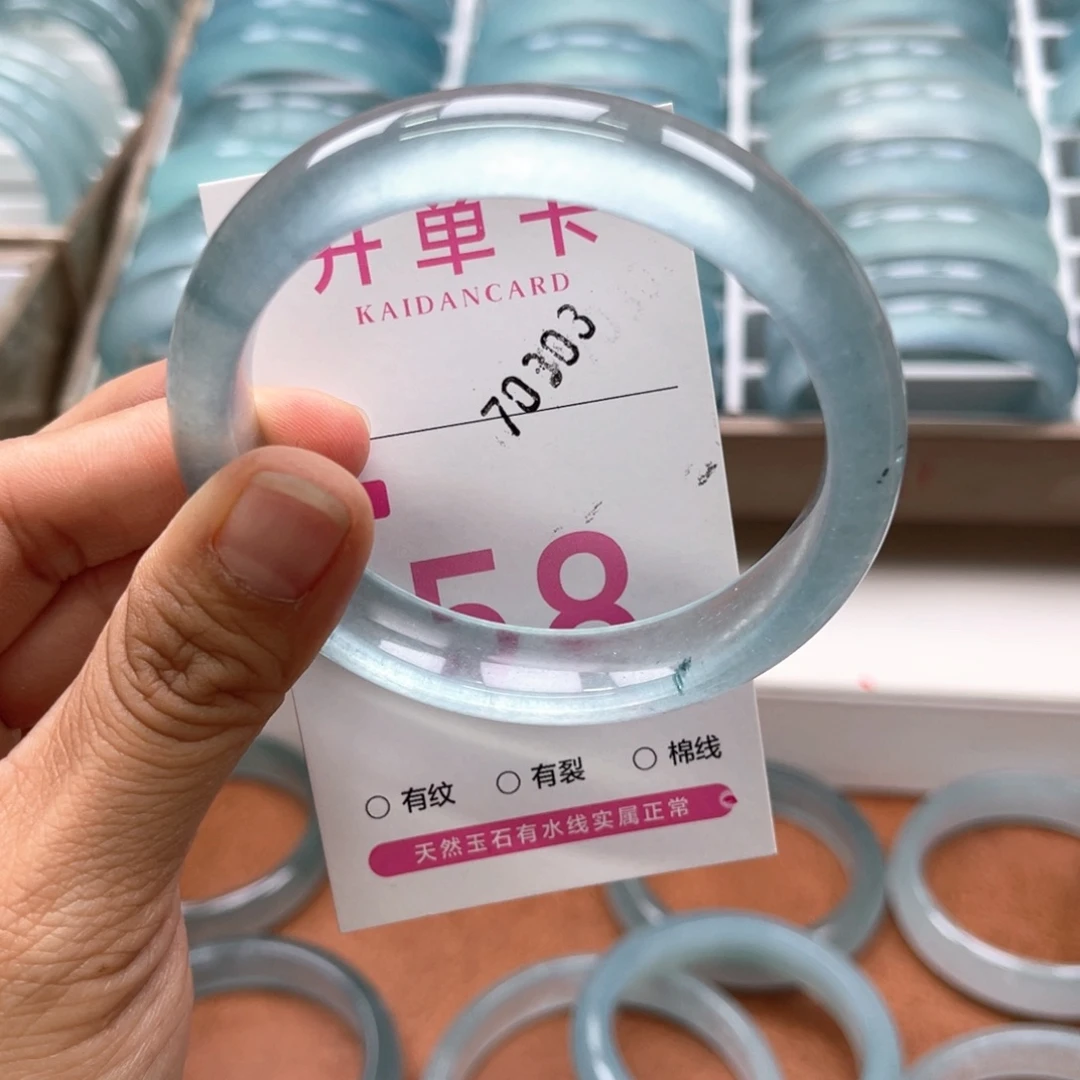 开单卡
KAIDANCARD
70303
58
○ 有纹 ○ 有裂 ○ 棉线
天然玉石有水线实属正常